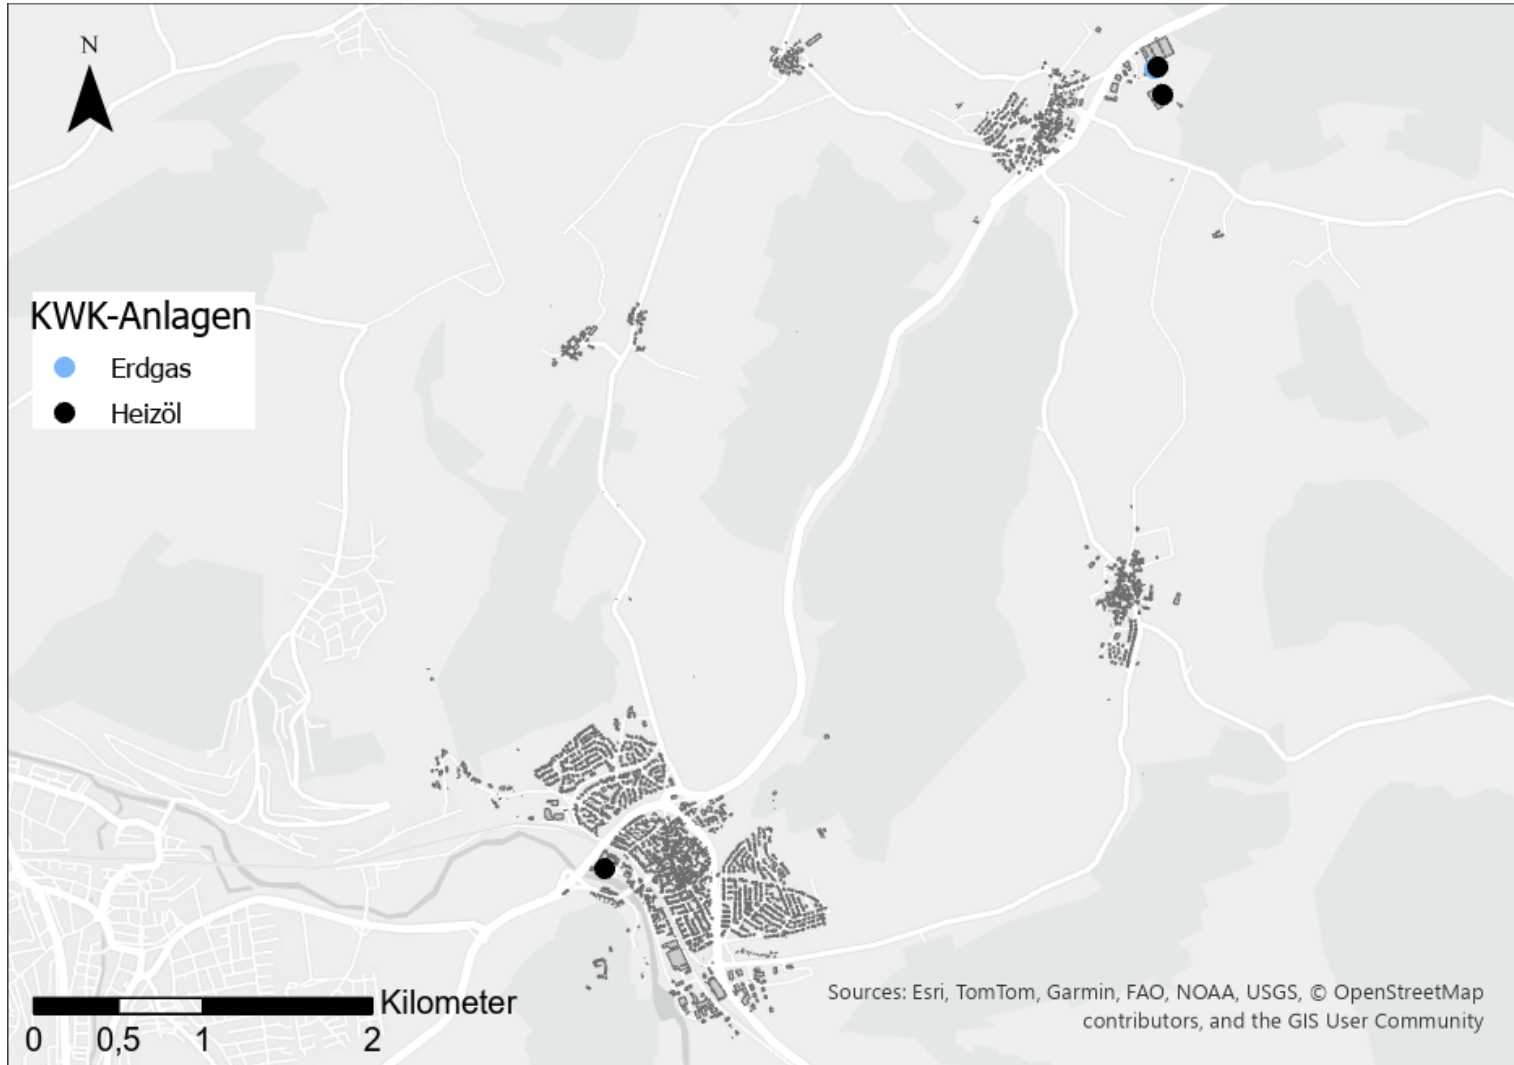 N
KWK-Anlagen
Erdgas
Heizöl
Kilometer
0 0,5 1 2
Sources: Esri, TomTom, Garmin, FAO, NOAA, USGS, © OpenStreetMap
contributors, and the GIS User Community